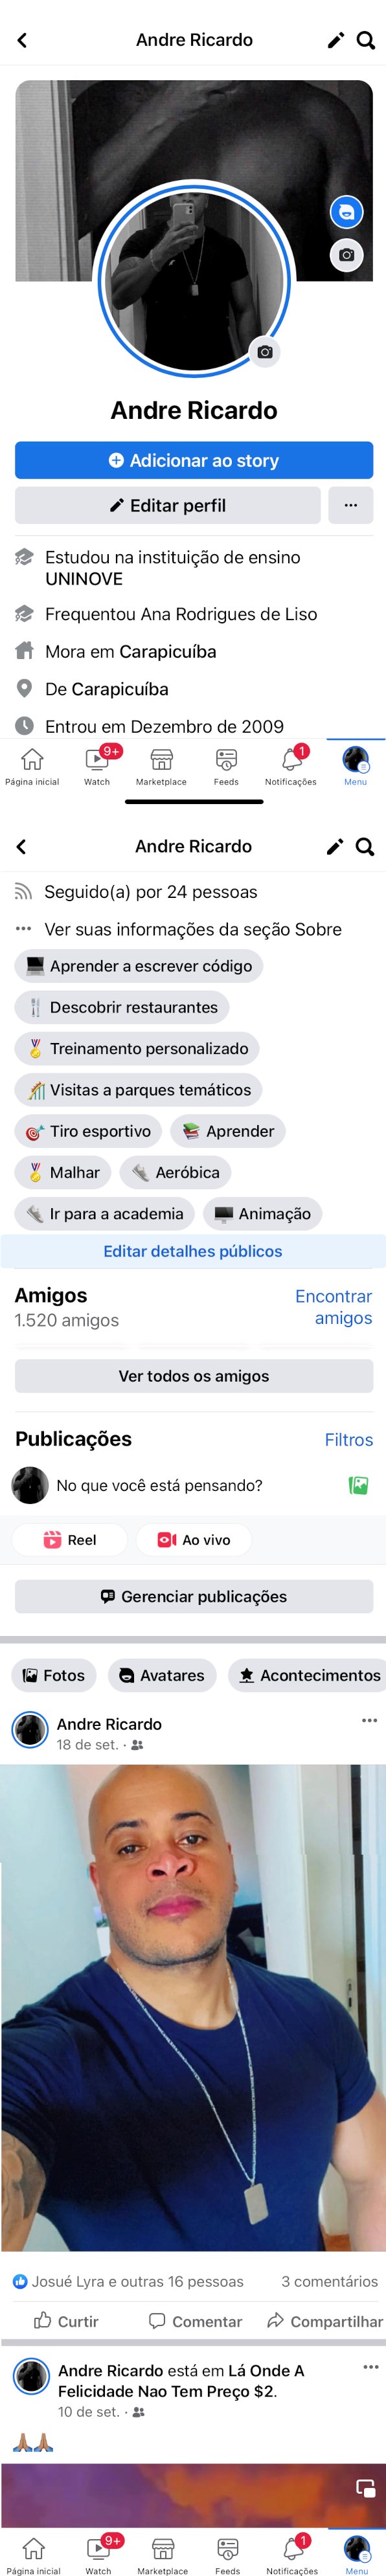 Andre Ricardo
Andre Ricardo
Adicionar ao story
Editar perfil
Estudou na instituição de ensino
UNINOVE
Frequentou Ana Rodrigues de Liso
Mora em Carapicuíba
De Carapicuíba
Entrou em Dezembro de 2009
9+
1
Página inicial
Watch
Marketplace
Feeds
Notificações
Menu
Andre Ricardo
Seguido(a) por 24 pessoas
Ver suas informações da seção Sobre
Aprender a escrever código
Descobrir restaurantes
Treinamento personalizado
Visitas a parques temáticos
Tiro esportivo
Aprender
Malhar
Aeróbica
Ir para a academia
Animação
Editar detalhes públicos
Amigos
1.520 amigos
Encontrar
amigos
Ver todos os amigos
Publicações
Filtros
No que você está pensando?
Reel
Ao vivo
Gerenciar publicações
Fotos
Avatares
Acontecimentos
Andre Ricardo
18 de set. ·
Josué Lyra e outras 16 pessoas
3 comentários
Curtir
Comentar
Compartilhar
Andre Ricardo está em Lá Onde A
Felicidade Nao Tem Preço $2.
10 de set. ·
9+
1
Página inicial
Watch
Marketplace
Feeds
Notificações
Menu